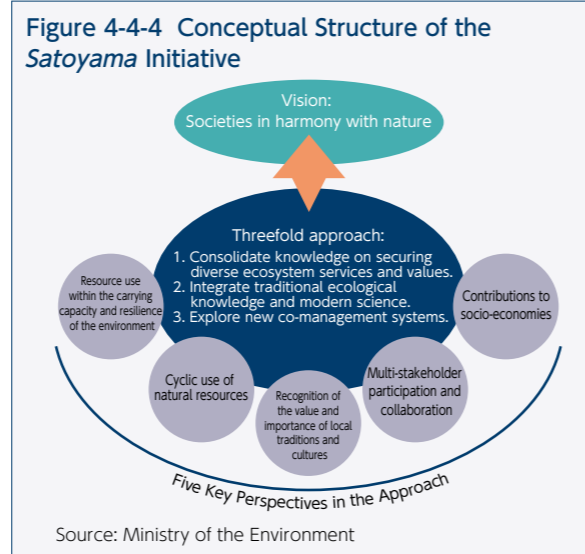 Figure 4-4-4 Conceptual Structure of the
Satoyama Initiative
Vision:
Societies in harmony with nature
Threefold approach:
1. Consolidate knowledge on securing
diverse ecosystem services and values.
2. Integrate traditional ecological
knowledge and modern science.
3. Explore new co-management systems.
Resource use
within the carrying
capacity and resilience
of the environment
Cyclic use of
natural resources
Recognition of
the value and
importance of local
traditions and
cultures
Multi-stakeholder
participation and
collaboration
Contributions to
socio-economies
Five Key Perspectives in the Approach
Source: Ministry of the Environment